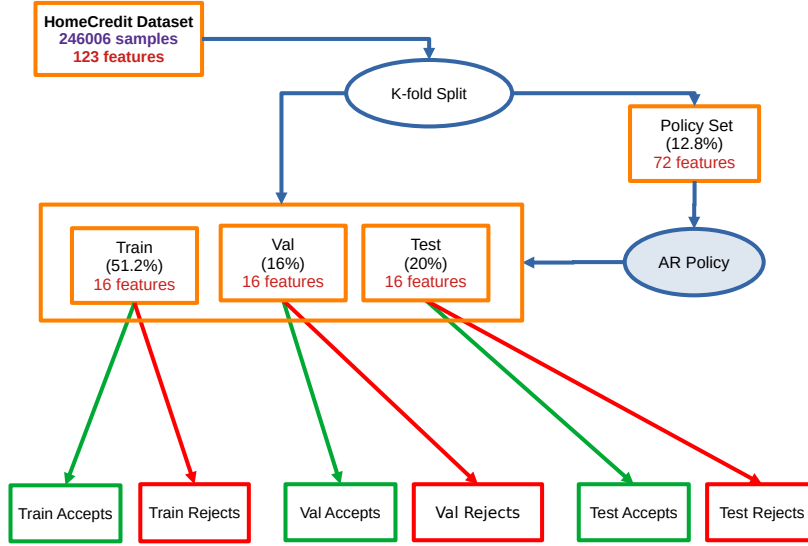 HomeCredit Dataset
246006 samples
123 features
K-fold Split
Policy Set
(12.8%)
72 features
Train
(51.2%)
16 features
Val
(16%)
16 features
Test
(20%)
16 features
AR Policy
Train Accepts
Train Rejects
Val Accepts
Val Rejects
Test Accepts
Test Rejects